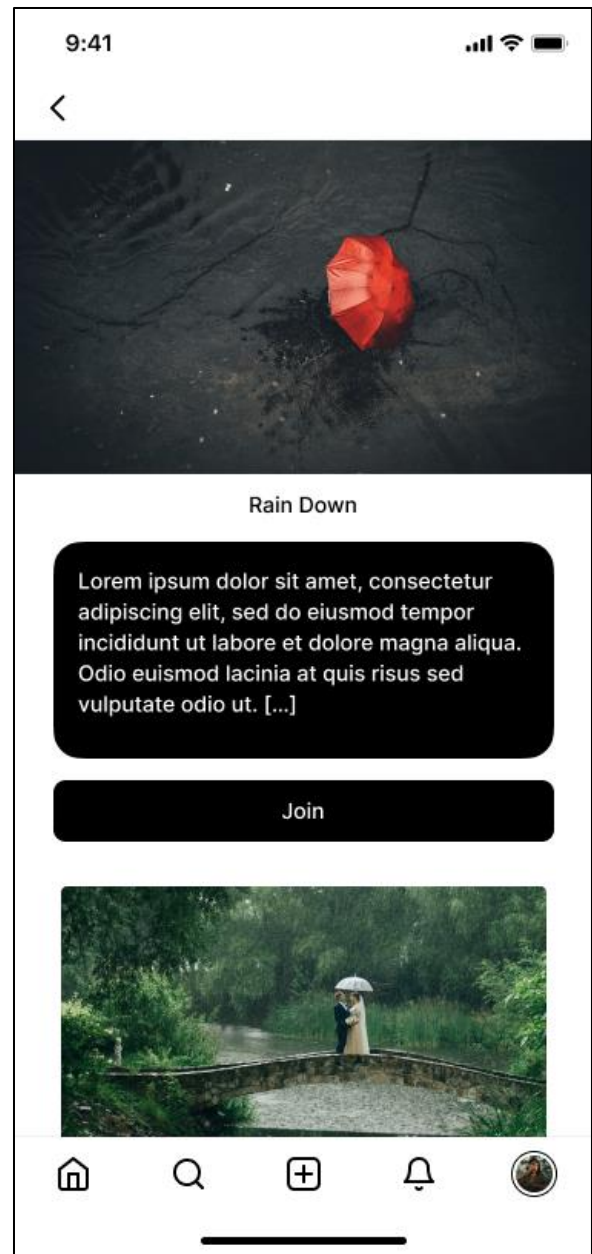 9:41
Rain Down
Lorem ipsum dolor sit amet, consectetur
adipiscing elit, sed do eiusmod tempor
incididunt ut labore et dolore magna aliqua.
Odio euismod lacinia at quis risus sed
vulputate odio ut. [...]
Join